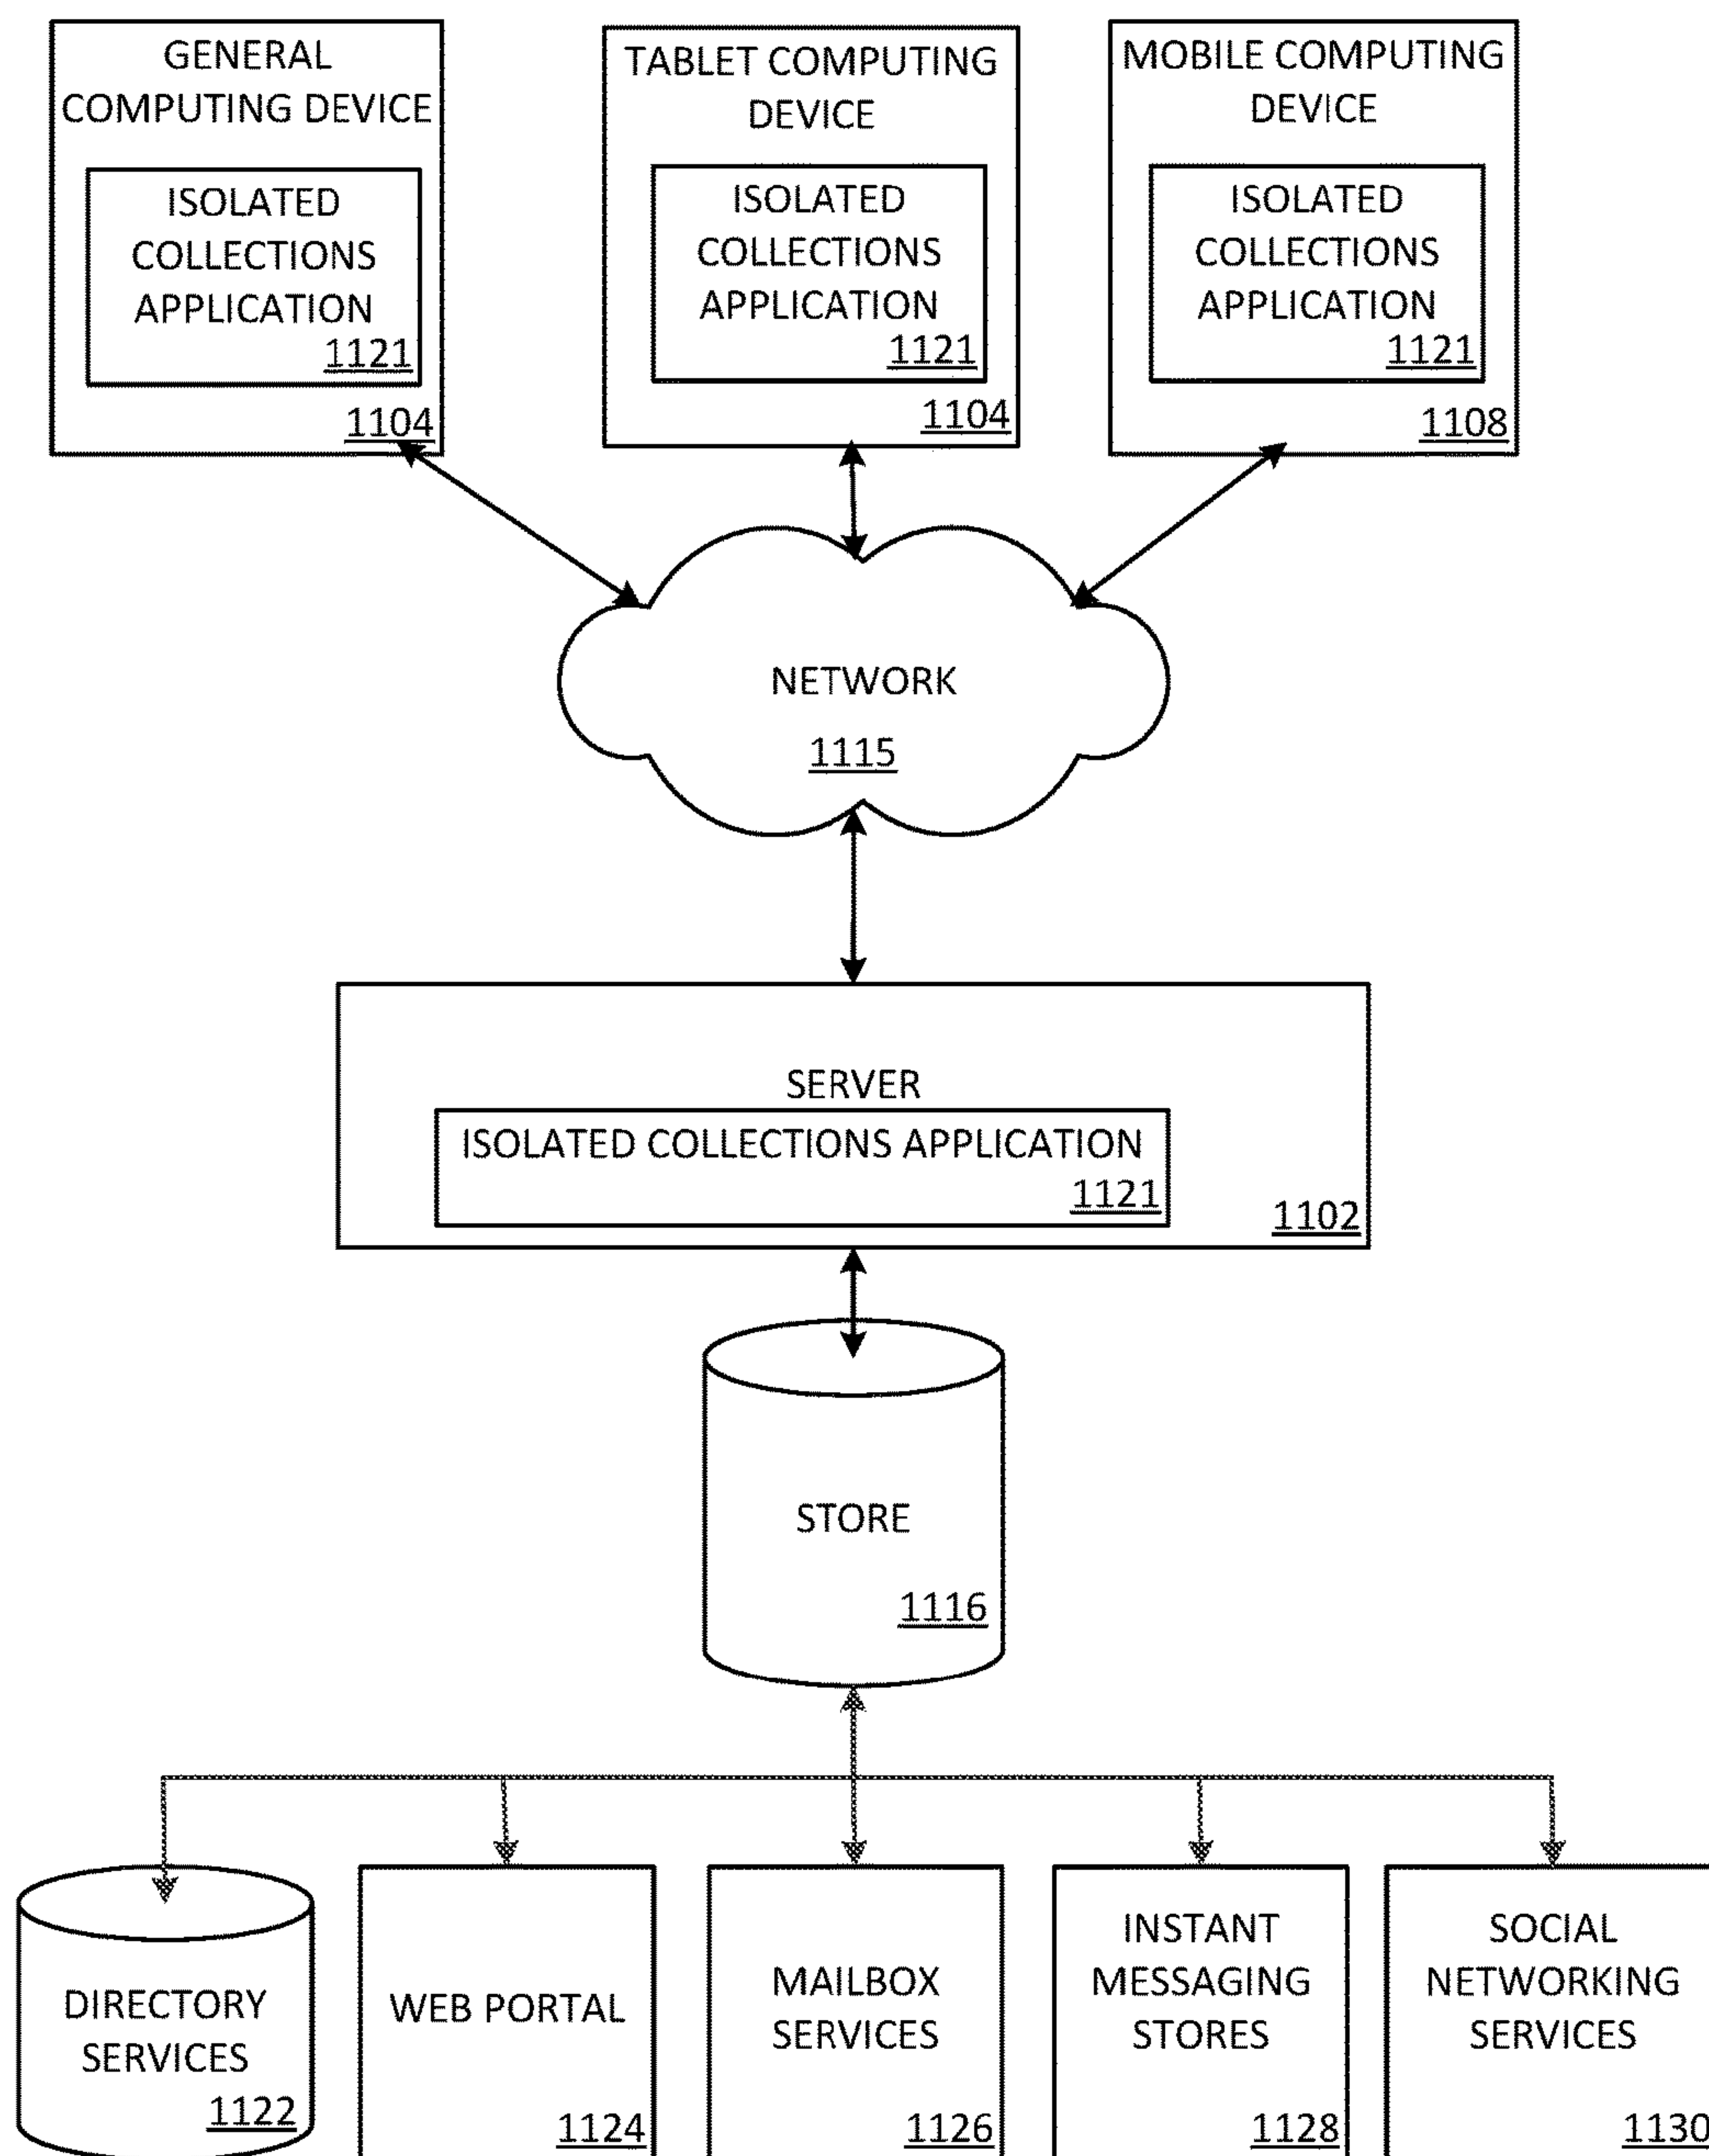 GENERAL
COMPUTING DEVICE
ISOLATED
COLLECTIONS
APPLICATION
1121
1104
TABLET COMPUTING
DEVICE
ISOLATED
COLLECTIONS
APPLICATION
1121
1104
MOBILE COMPUTING
DEVICE
ISOLATED
COLLECTIONS
APPLICATION
1121
1108
NETWORK
1115
SERVER
ISOLATED COLLECTIONS APPLICATION
1121
1102
STORE
1116
DIRECTORY
SERVICES
1122
WEB PORTAL
1124
MAILBOX
SERVICES
1126
INSTANT
MESSAGING
STORES
1128
SOCIAL
NETWORKING
SERVICES
1130